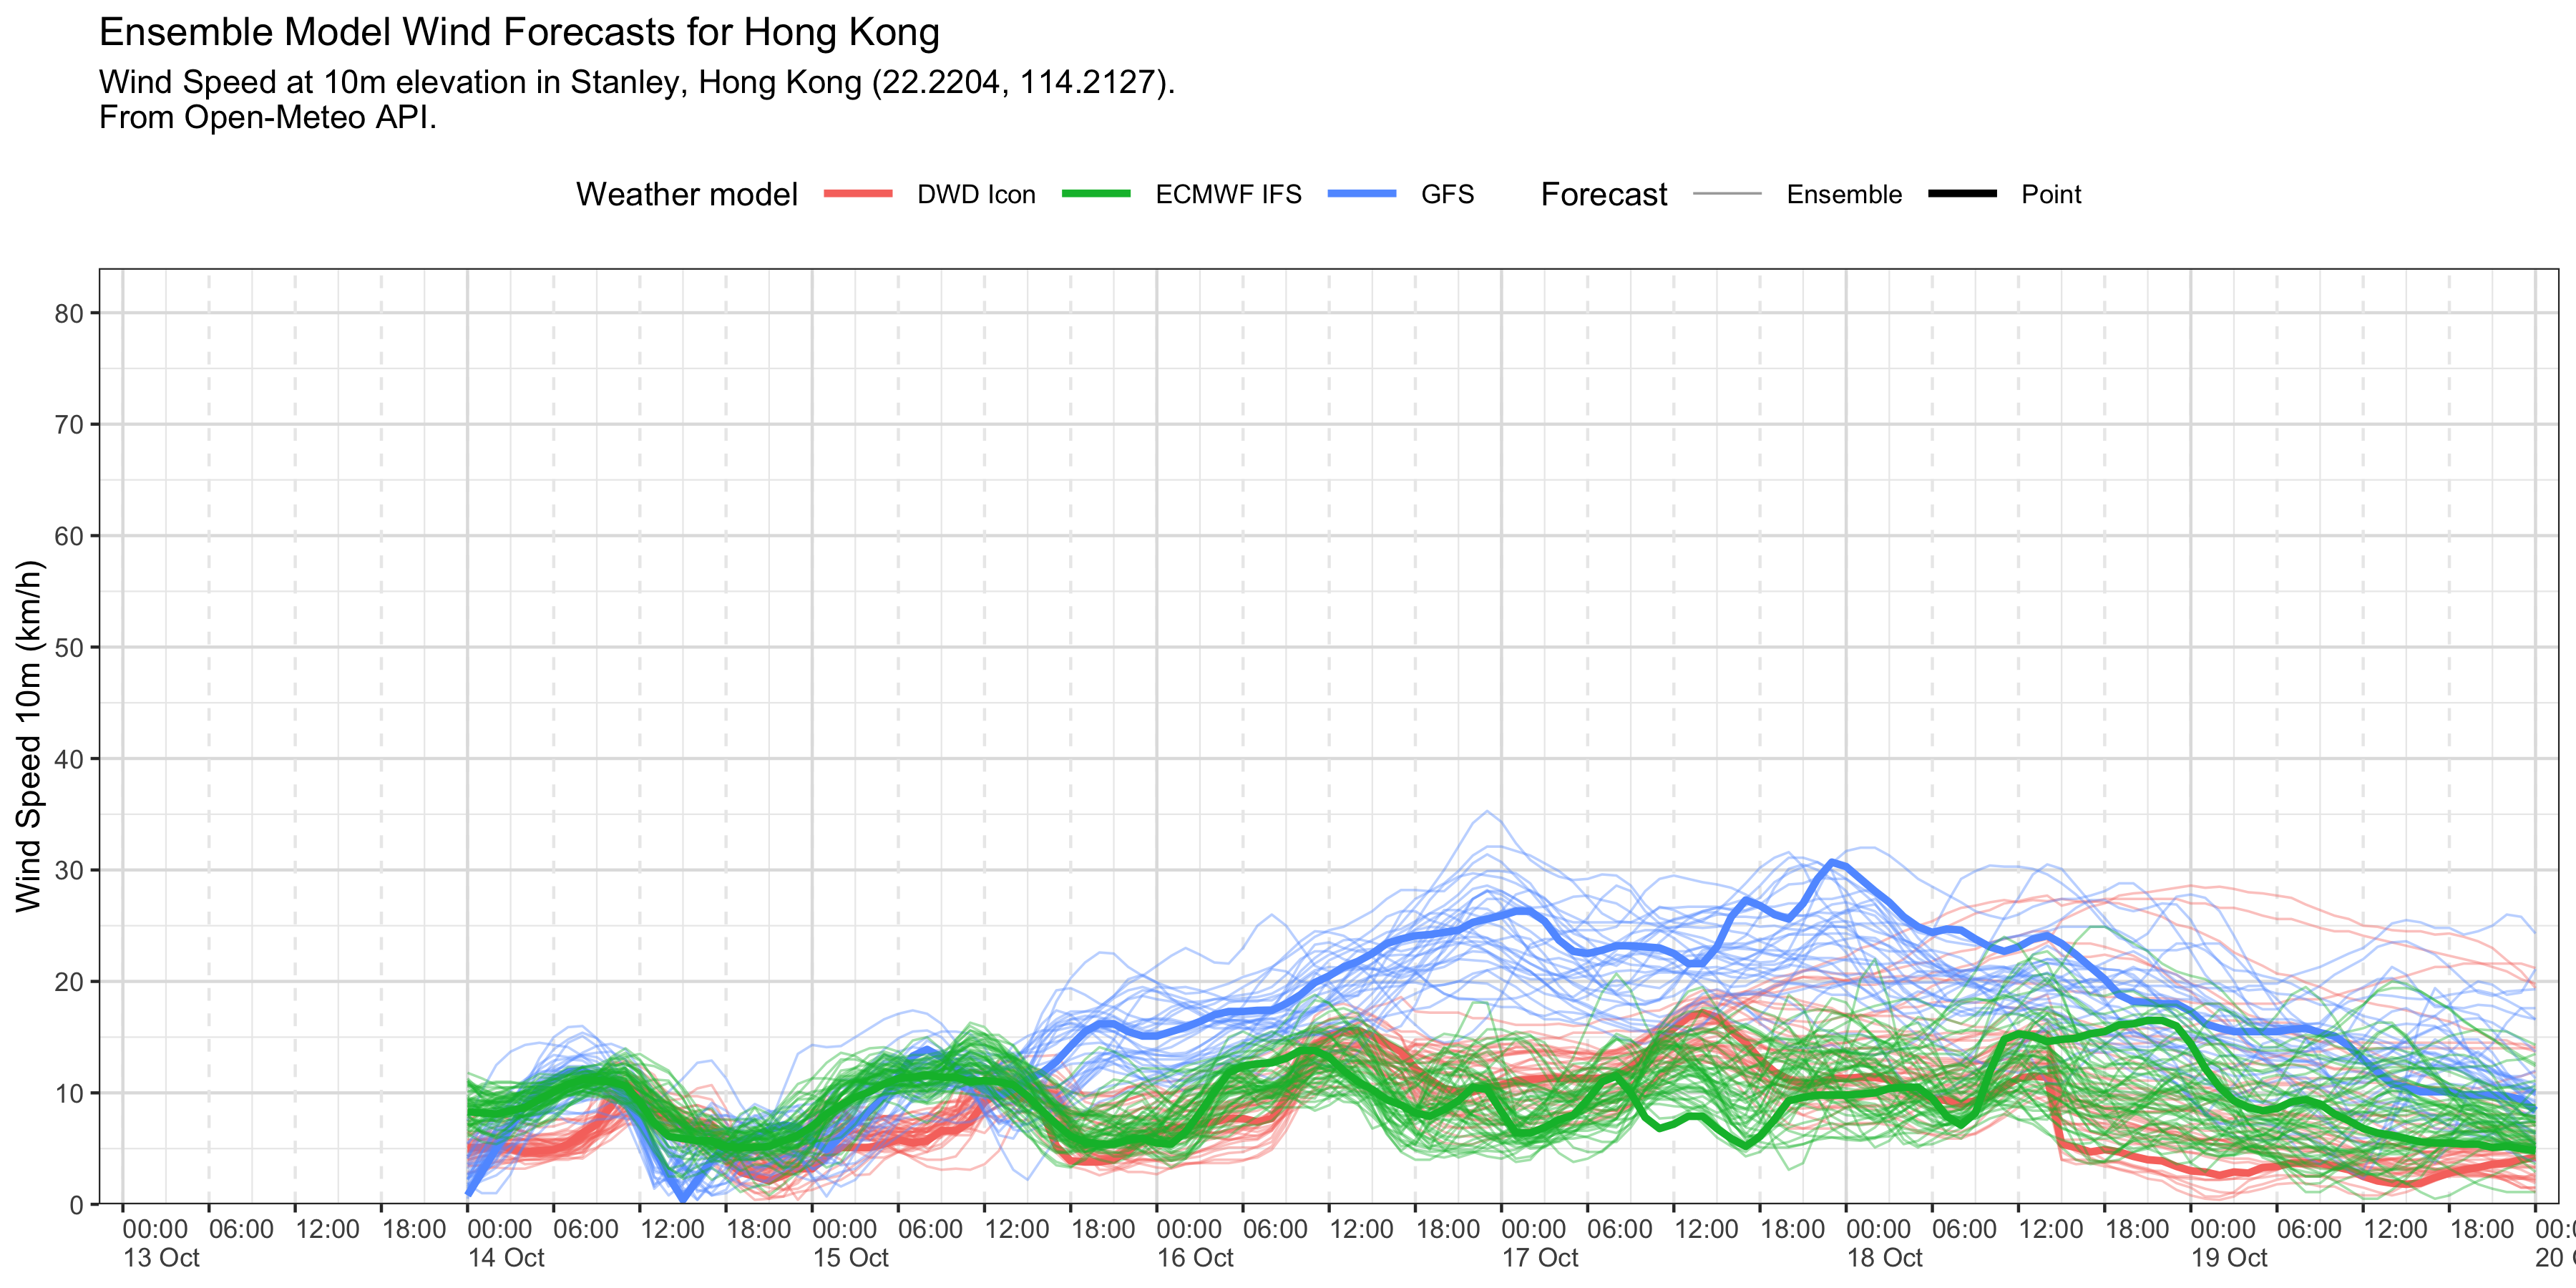 Ensemble Model Wind Forecasts for Hong Kong
Wind Speed at 10m elevation in Stanley, Hong Kong (22.2204, 114.2127).
From Open-Meteo API.
Weather model DWD Icon ECMWF IFS GFS Forecast Ensemble Point
Wind Speed 10m (km/h)
80
70
60
50
40
30
20
10
0
00:00 06:00 12:00 18:00 00:00 06:00 12:00 18:00 00:00 06:00 12:00 18:00 00:00 06:00 12:00 18:00 00:00 06:00 12:00 18:00 00:00 06:00 12:00 18:00 00:00 06:00 12:00 18:00
13 Oct 14 Oct 15 Oct 16 Oct 17 Oct 18 Oct 19 Oct 20